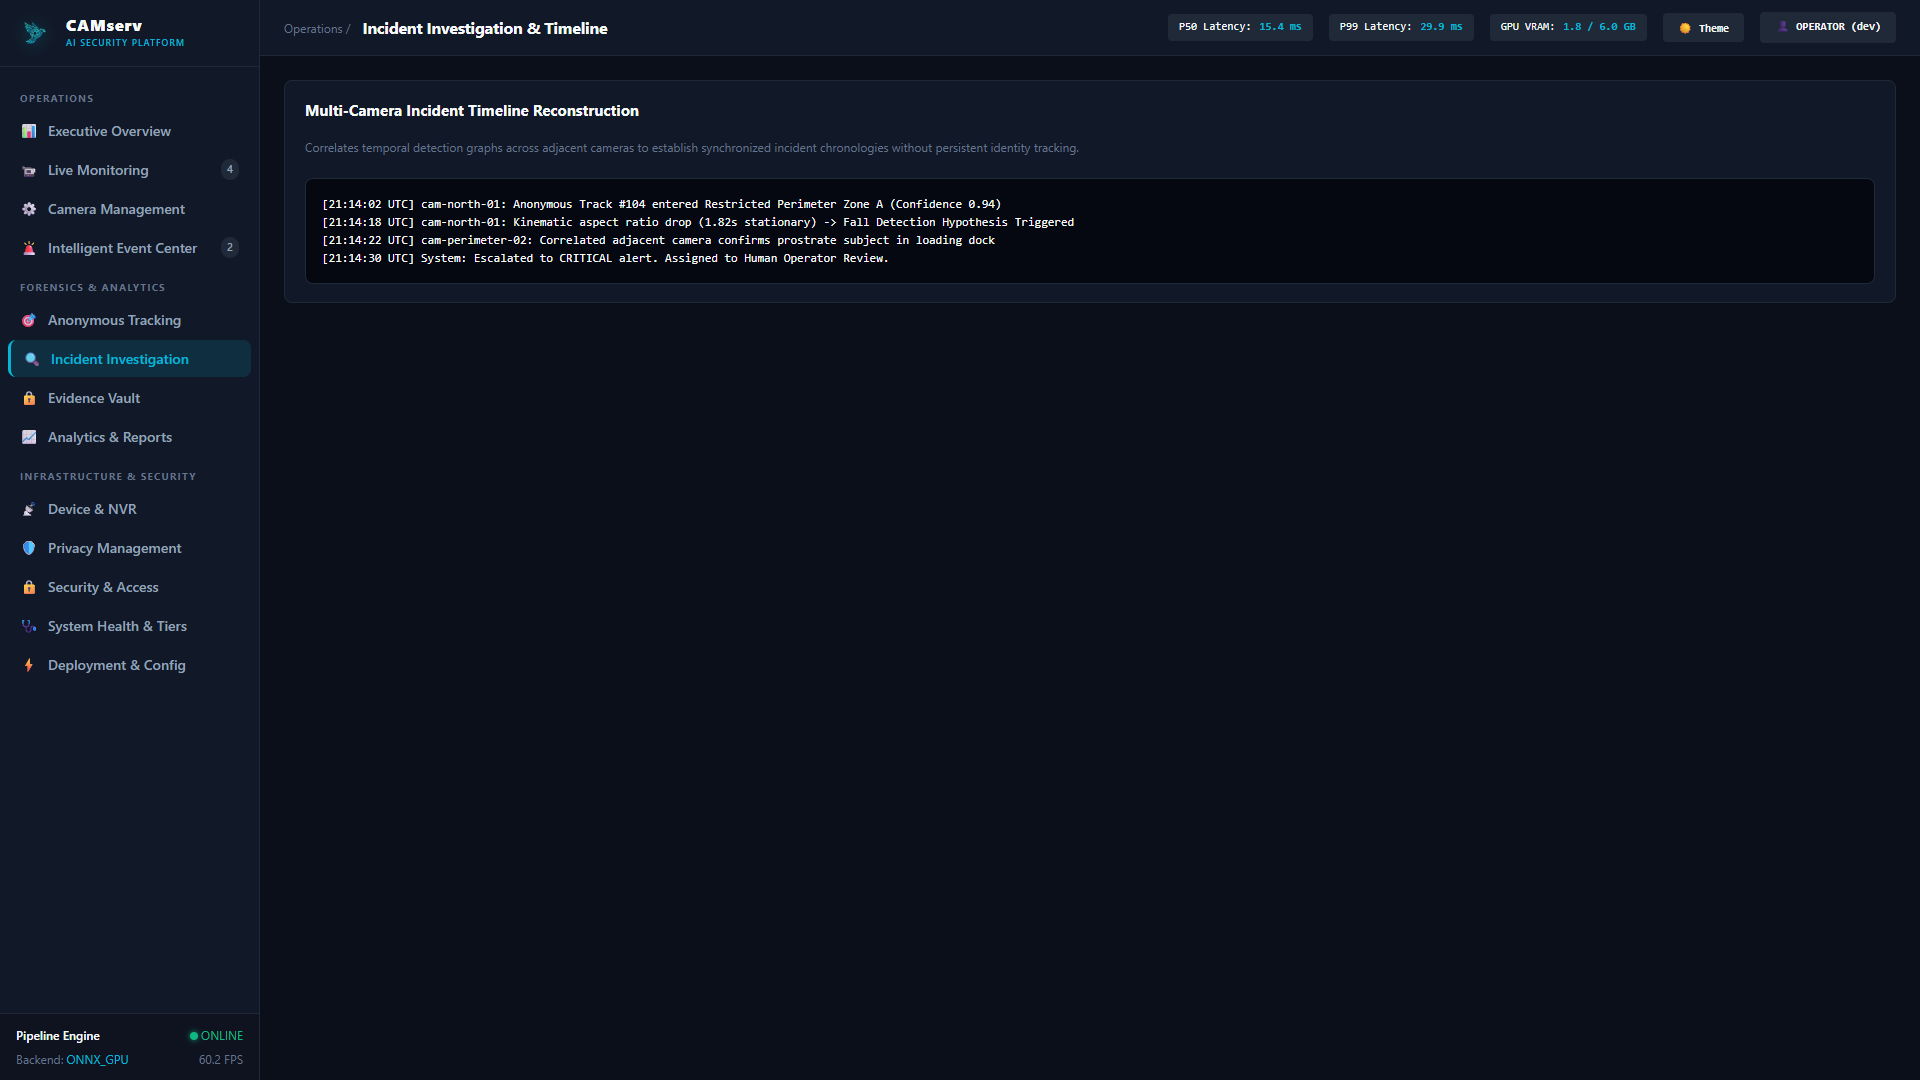 CAMserv
AI SECURITY PLATFORM
OPERATIONS
Executive Overview
Live Monitoring 4
Camera Management
Intelligent Event Center 2
FORENSICS & ANALYTICS
Anonymous Tracking
Incident Investigation
Evidence Vault
Analytics & Reports
INFRASTRUCTURE & SECURITY
Device & NVR
Privacy Management
Security & Access
System Health & Tiers
Deployment & Config
Pipeline Engine ONLINE
Backend: ONNX_GPU 60.2 FPS
Operations / Incident Investigation & Timeline
P50 Latency: 15.4 ms
P99 Latency: 29.9 ms
GPU VRAM: 1.8 / 6.0 GB
Theme
OPERATOR (dev)
Multi-Camera Incident Timeline Reconstruction
Correlates temporal detection graphs across adjacent cameras to establish synchronized incident chronologies without persistent identity tracking.
[21:14:02 UTC] cam-north-01: Anonymous Track #104 entered Restricted Perimeter Zone A (Confidence 0.94)
[21:14:18 UTC] cam-north-01: Kinematic aspect ratio drop (1.82s stationary) -> Fall Detection Hypothesis Triggered
[21:14:22 UTC] cam-perimeter-02: Correlated adjacent camera confirms prostrate subject in loading dock
[21:14:30 UTC] System: Escalated to CRITICAL alert. Assigned to Human Operator Review.